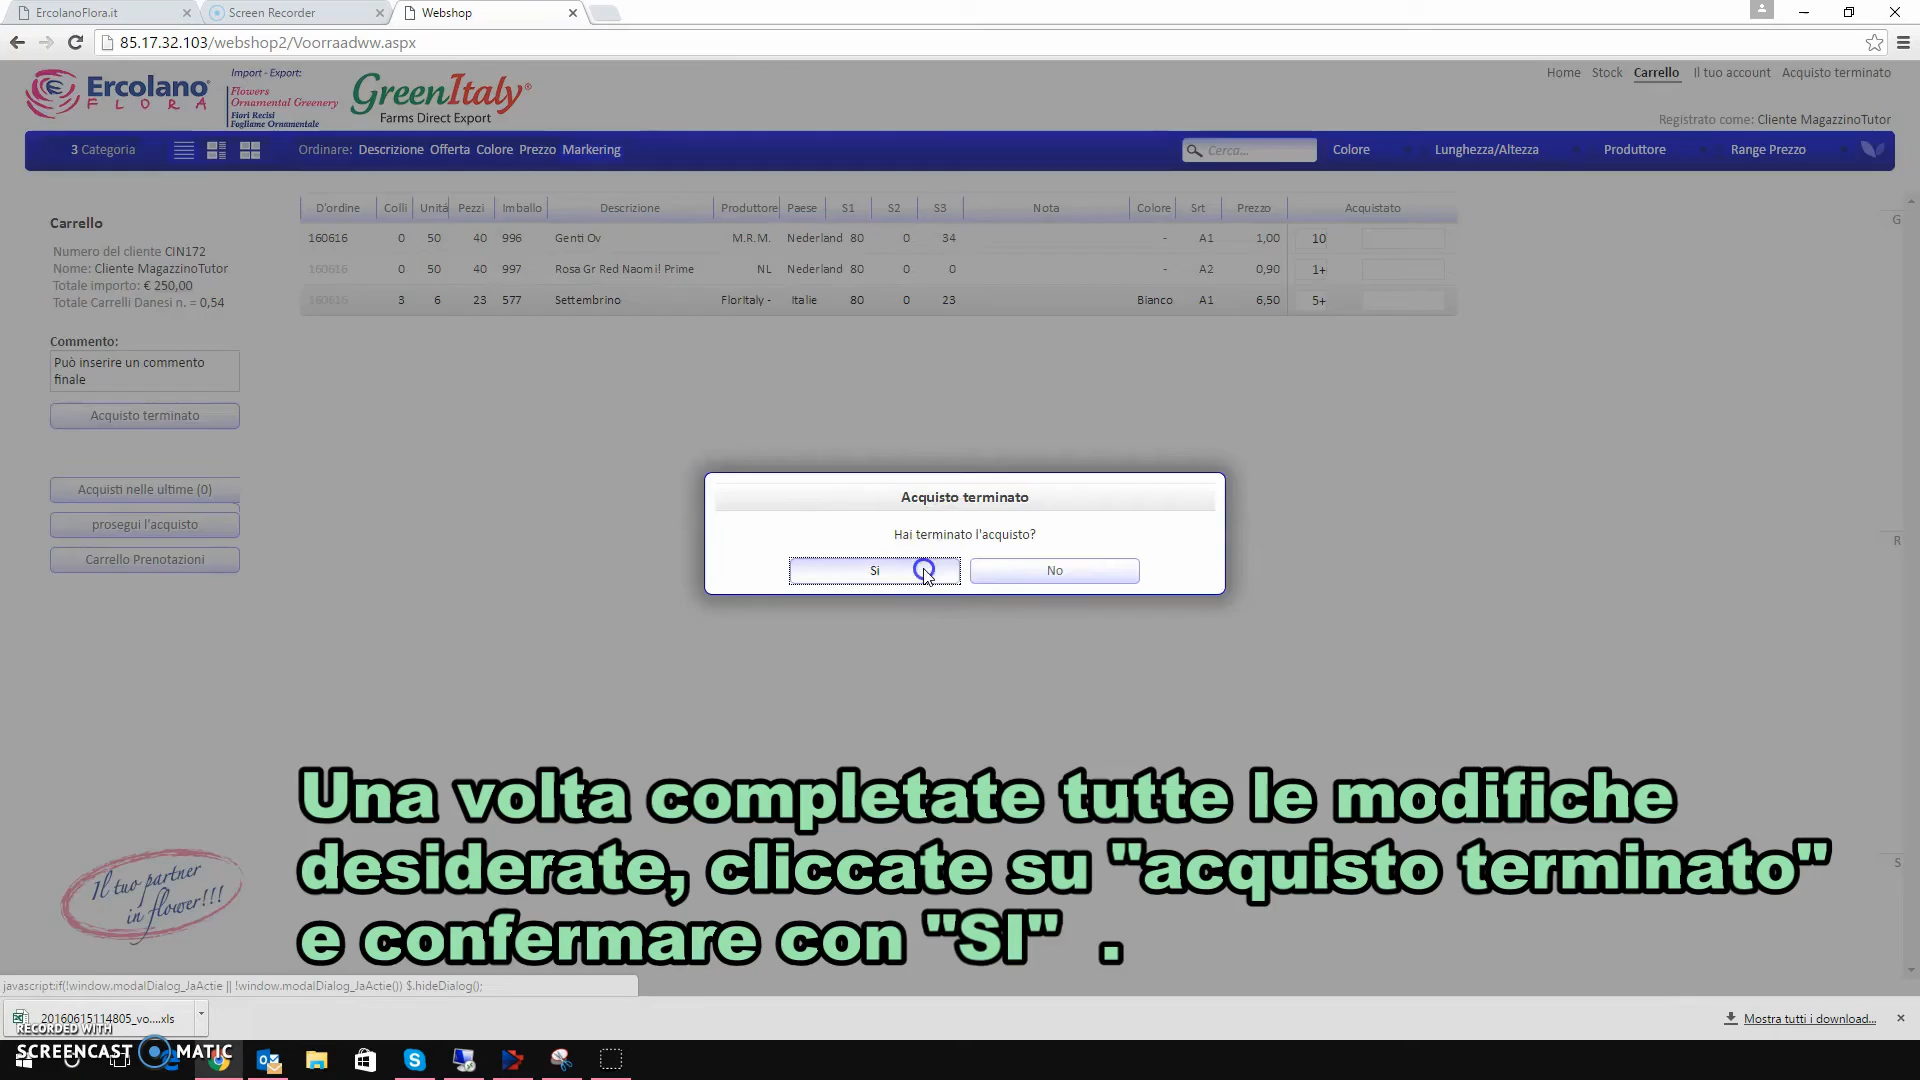 ErcolanoFlora.it
Screen Recorder
Webshop
85.17.32.103/webshop2/Voorraadww.aspx
Ercolano
FLORA
Import - Export:
Flowers
Ornamental Greenery
Fiori Recisi
Fogliame Ornamentale
GreenItaly®
Farms Direct Export
Home Stock Carrello Il tuo account Acquisto terminato
Registrato come: Cliente MagazzinoTutor
3 Categoria Ordinare: Descrizione Offerta Colore Prezzo Markering Cerca... Colore Lunghezza/Altezza Produttore Range Prezzo
Carrello
Numero del cliente CIN172
Nome: Cliente MagazzinoTutor
Totale importo: € 250,00
Totale Carrelli Danesi n. = 0,54
Commento:
Può inserire un commento
finale
Acquisto terminato
Acquisti nelle ultime (0)
prosegui l'acquisto
Carrello Prenotazioni
D'ordine Colli Unità Pezzi Imballo Descrizione Produttore Paese S1 S2 S3 Nota Colore Srt Prezzo Acquistato
160616 0 50 40 996 Genti Ov M.R.M. Nederland 80 0 34 - A1 1,00 10
160616 0 50 40 997 Rosa Gr Red Naomi! Prime NL Nederland 80 0 0 - A2 0,90 1+
160616 3 6 23 577 Settembrino FlorItaly - Italie 80 0 23 Bianco A1 6,50 5+
G
R
S
Acquisto terminato
Hai terminato l'acquisto?
Si No
Una volta completate tutte le modifiche
desiderate, cliccate su "acquisto terminato"
e confermare con "SI" .
Il tuo partner
in flower!!!
javascript:if(!window.modalDialog_JaActie || !window.modalDialog_JaActie()) $.hideDialog();
20160615114805_vo....xls
Mostra tutti i download...
RECORDED WITH
SCREENCAST MATIC